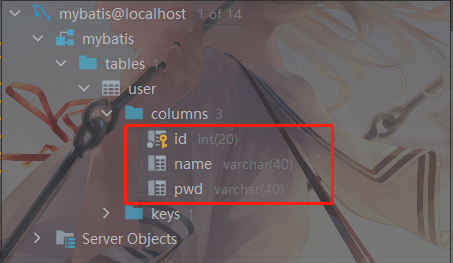 mybatis@localhost 1 of 14
mybatis
tables 1
user
columns 3
id int(20)
name varchar(40)
pwd varchar(40)
keys 1
Server Objects